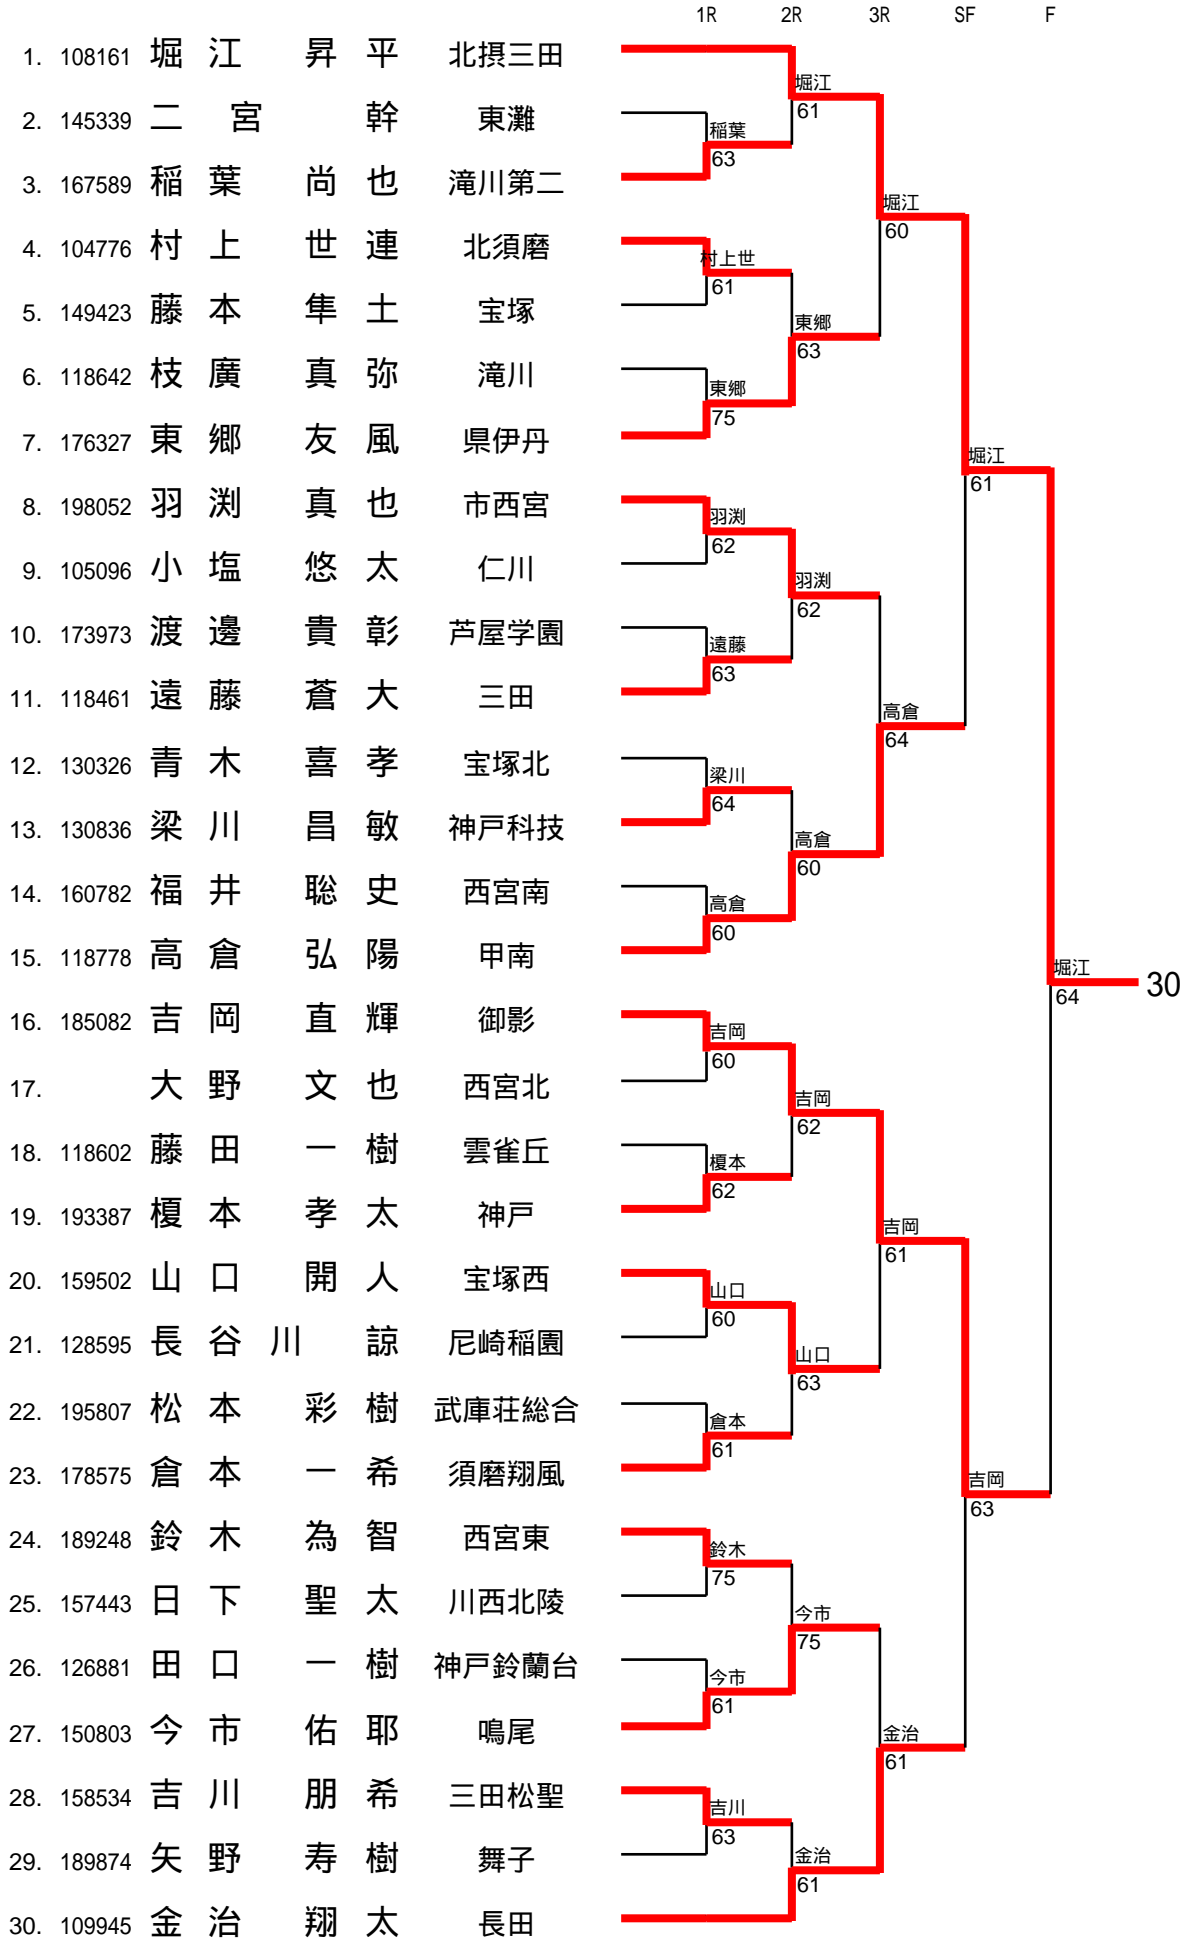 1R 2R 3R SF F
1. 108161 堀江 昇平 北摂三田
堀江
61
2. 145339 二宮 幹 東灘
稲葉
63
3. 167589 稲葉 尚也 滝川第二
堀江
60
4. 104776 村上 世連 北須磨
村上世
61
5. 149423 藤本 隼土 宝塚
東郷
63
6. 118642 枝廣 真弥 滝川
東郷
75
7. 176327 東郷 友風 県伊丹
堀江
61
8. 198052 羽渕 真也 市西宮
羽渕
62
9. 105096 小塩 悠太 仁川
羽渕
62
10. 173973 渡邊 貴彰 芦屋学園
遠藤
63
11. 118461 遠藤 蒼大 三田
高倉
64
12. 130326 青木 喜孝 宝塚北
梁川
64
13. 130836 梁川 昌敏 神戸科技
高倉
60
14. 160782 福井 聡史 西宮南
高倉
60
15. 118778 高倉 弘陽 甲南
堀江
64
30
16. 185082 吉岡 直輝 御影
吉岡
60
17. 大野 文也 西宮北
吉岡
62
18. 118602 藤田 一樹 雲雀丘
榎本
62
19. 193387 榎本 孝太 神戸
吉岡
61
20. 159502 山口 開人 宝塚西
山口
60
21. 128595 長谷川 諒 尼崎稲園
山口
63
22. 195807 松本 彩樹 武庫荘総合
倉本
61
23. 178575 倉本 一希 須磨翔風
吉岡
63
24. 189248 鈴木 為智 西宮東
鈴木
75
25. 157443 日下 聖太 川西北陵
今市
75
26. 126881 田口 一樹 神戸鈴蘭台
今市
61
27. 150803 今市 佑耶 鳴尾
金治
61
28. 158534 吉川 朋希 三田松聖
吉川
63
29. 189874 矢野 寿樹 舞子
金治
61
30. 109945 金治 翔太 長田